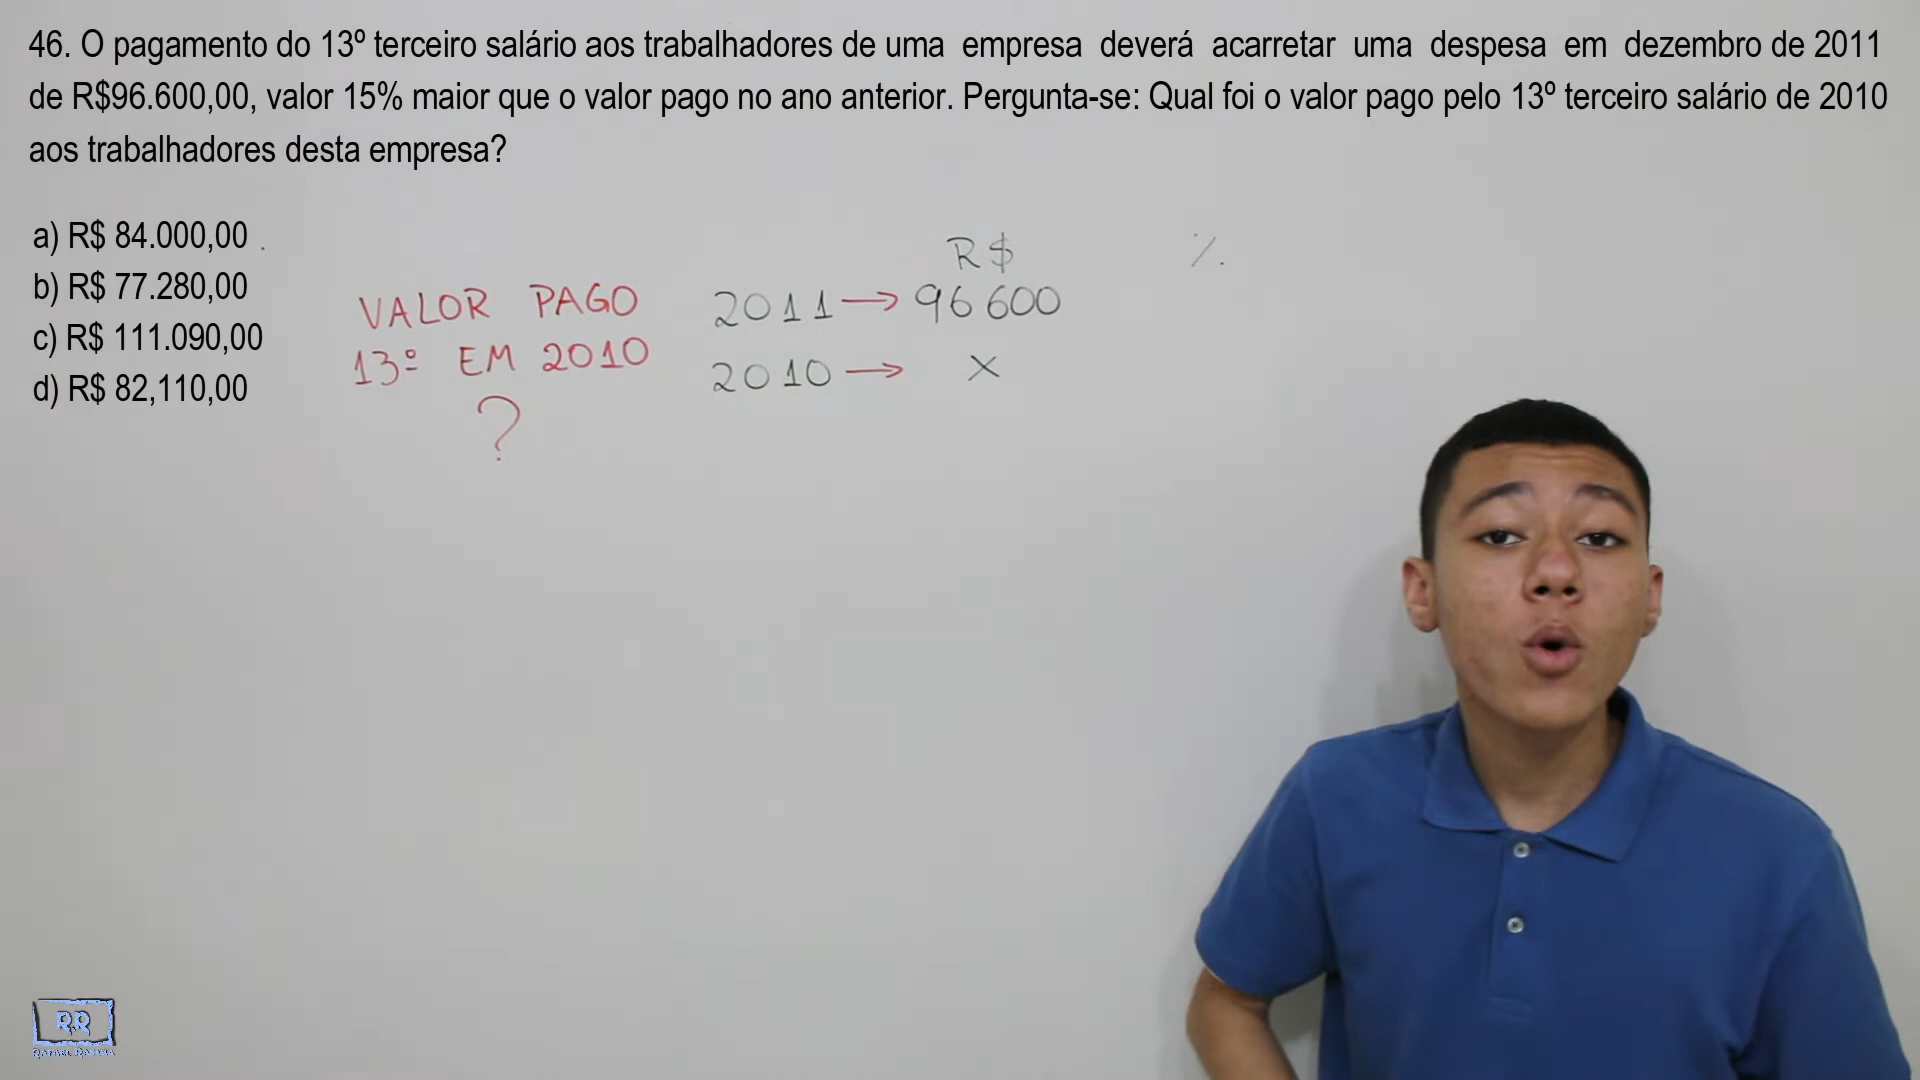 46. O pagamento do 13º terceiro salário aos trabalhadores de uma empresa deverá acarretar uma despesa em dezembro de 2011
de R$96.600,00, valor 15% maior que o valor pago no ano anterior. Pergunta-se: Qual foi o valor pago pelo 13º terceiro salário de 2010
aos trabalhadores desta empresa?
a) R$ 84.000,00 .
b) R$ 77.280,00
c) R$ 111.090,00
d) R$ 82,110,00
VALOR PAGO
13º EM 2010
?
R$ %
2011 → 96 600
2010 → X
RR
RAFAEL